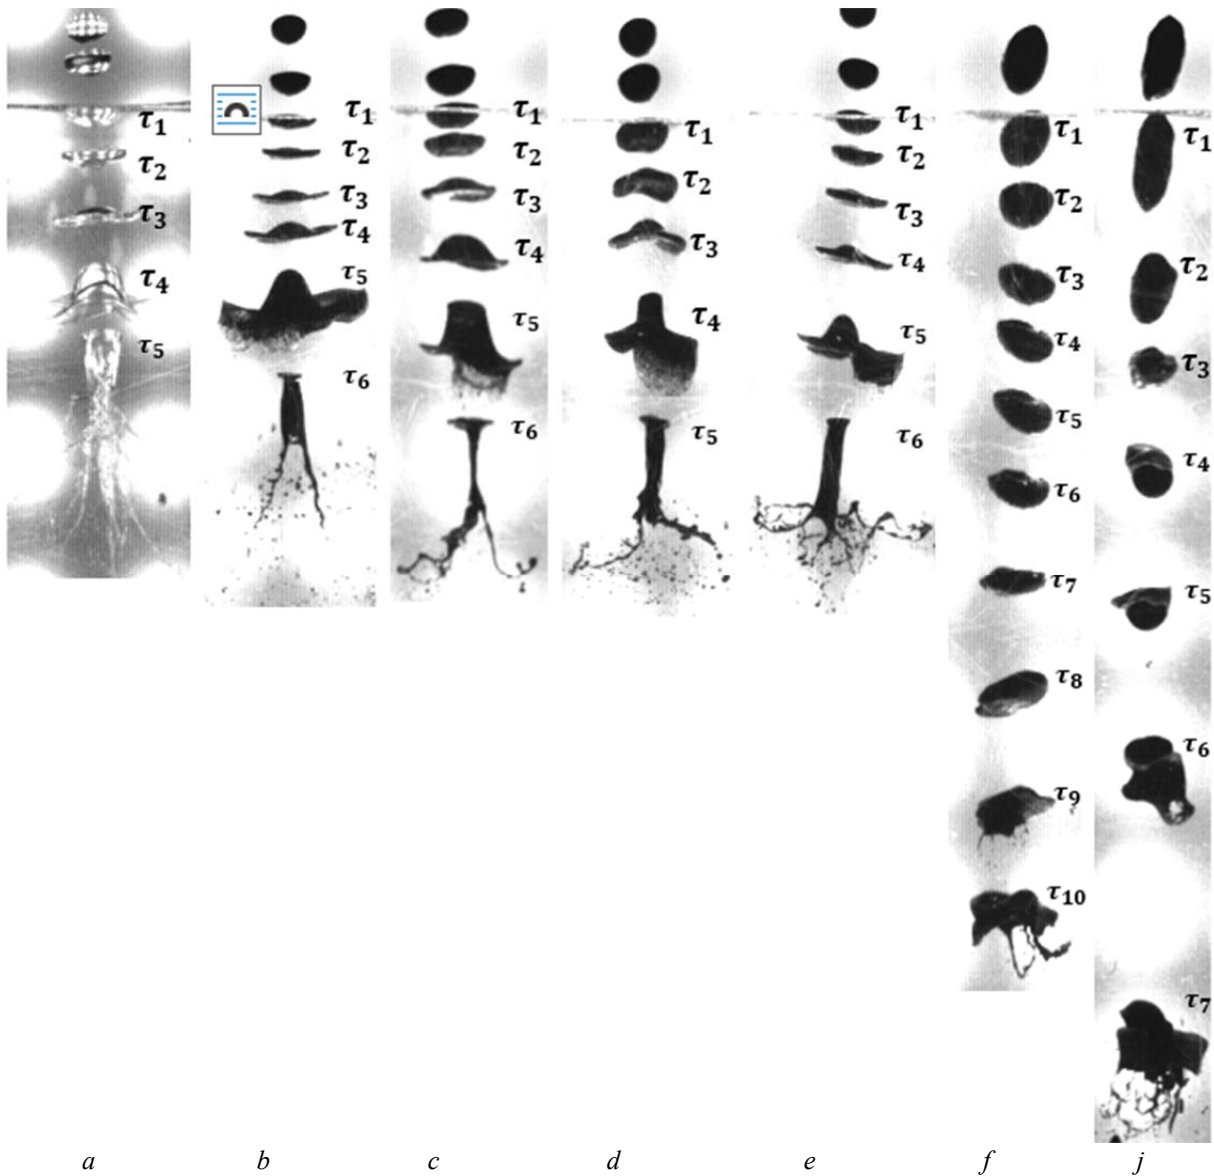 τ1 τ1 τ1 τ1 τ1 τ1 τ1
τ2 τ2 τ2 τ2 τ2 τ2 τ2
τ3 τ3 τ3 τ3 τ3 τ3 τ3
τ4 τ4 τ4 τ4 τ4 τ4 τ4
τ5 τ5 τ5 τ5 τ5 τ5 τ5
τ6 τ6 τ6 τ6 τ6
τ7 τ7
τ8
τ9
τ10
a b c d e f j